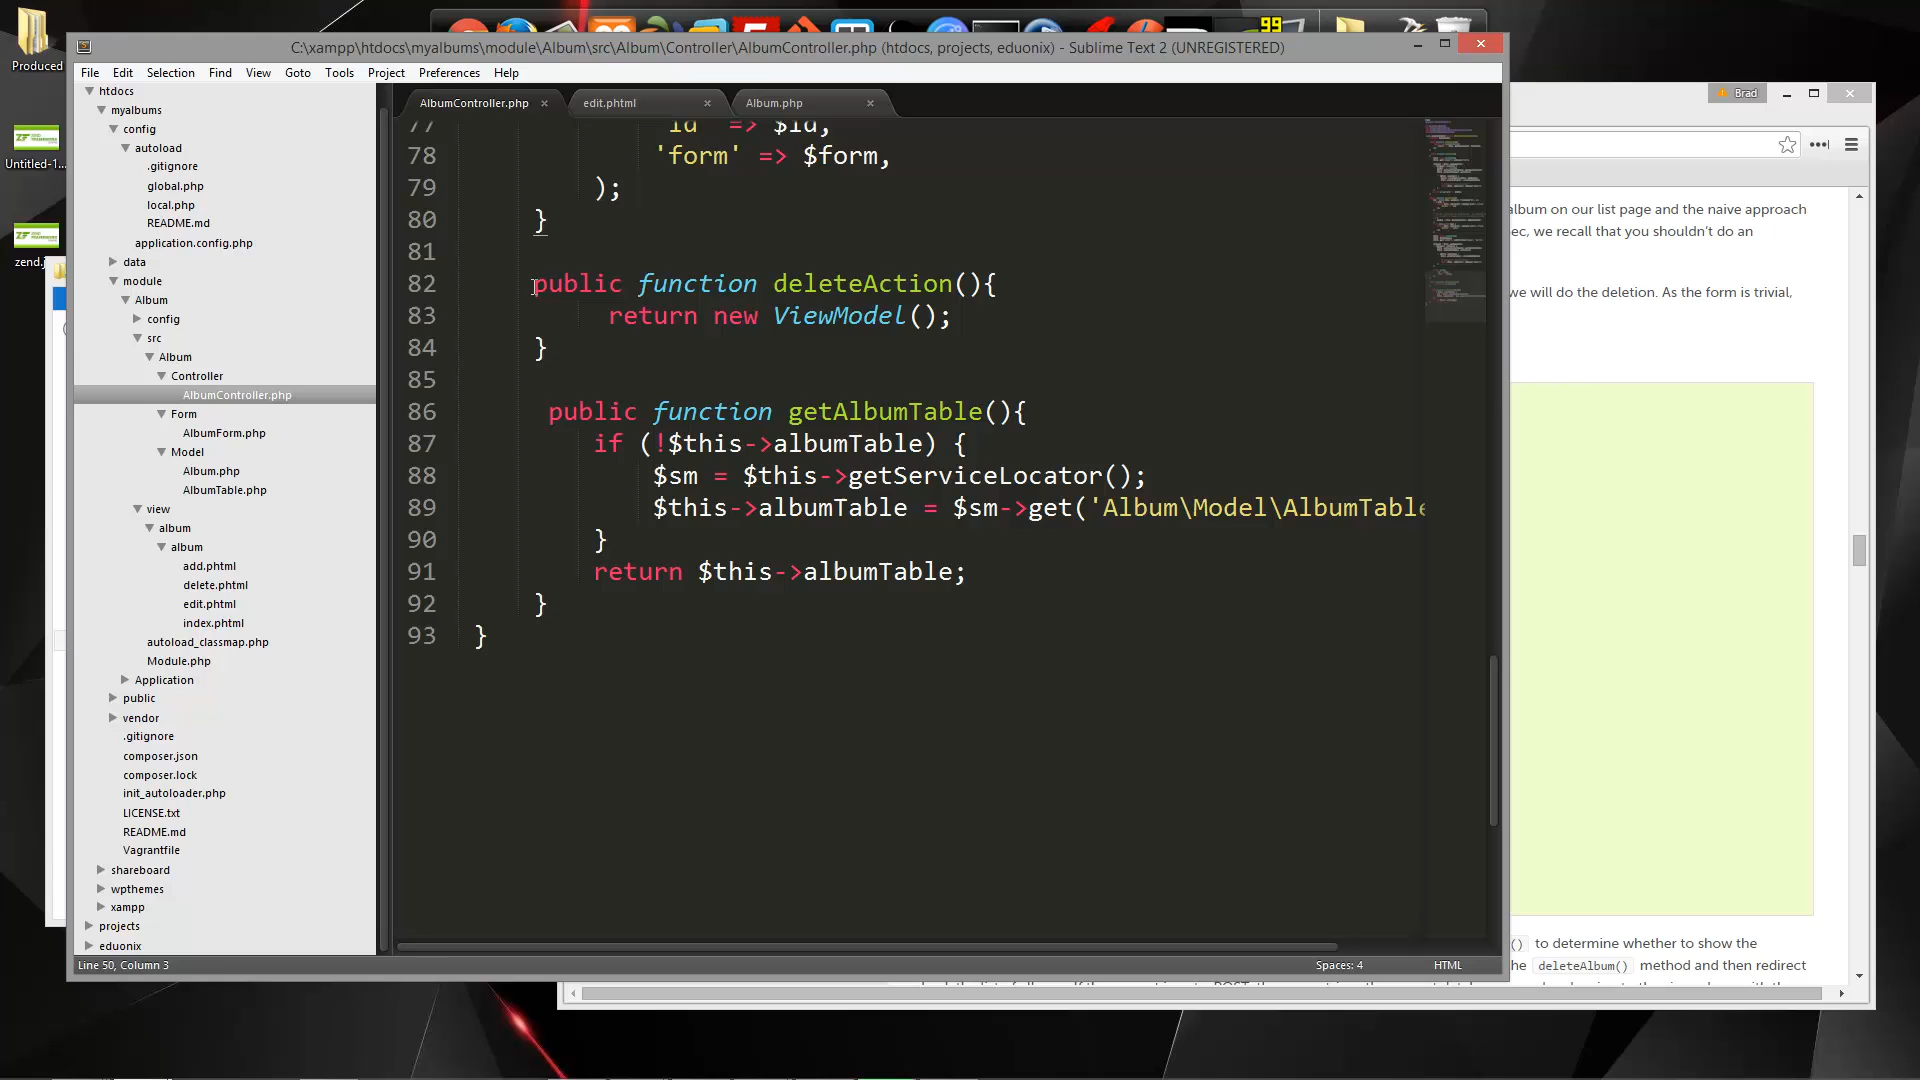 Produced
Untitled-1...
zend.j
C:\xampp\htdocs\myalbums\module\Album\src\Album\Controller\AlbumController.php (htdocs, projects, eduonix) - Sublime Text 2 (UNREGISTERED)
File Edit Selection Find View Goto Tools Project Preferences Help
99
Brad
htdocs
myalbums
config
autoload
.gitignore
global.php
local.php
README.md
application.config.php
data
module
Album
config
src
Album
Controller
AlbumController.php
Form
AlbumForm.php
Model
Album.php
AlbumTable.php
view
album
album
add.phtml
delete.phtml
edit.phtml
index.phtml
autoload_classmap.php
Module.php
Application
public
vendor
.gitignore
composer.json
composer.lock
init_autoloader.php
LICENSE.txt
README.md
Vagrantfile
shareboard
wpthemes
xampp
projects
eduonix
AlbumController.php edit.phtml Album.php
77 'id' => $id,
78 'form' => $form,
79 );
80 }
81
82 public function deleteAction(){
83 return new ViewModel();
84 }
85
86 public function getAlbumTable(){
87 if (!$this->albumTable) {
88 $sm = $this->getServiceLocator();
89 $this->albumTable = $sm->get('Album\Model\AlbumTable
90 }
91 return $this->albumTable;
92 }
93 }
Line 50, Column 3 Spaces: 4 HTML
album on our list page and the naive approach
ec, we recall that you shouldn't do an
we will do the deletion. As the form is trivial,
() to determine whether to show the
he deleteAlbum() method and then redirect